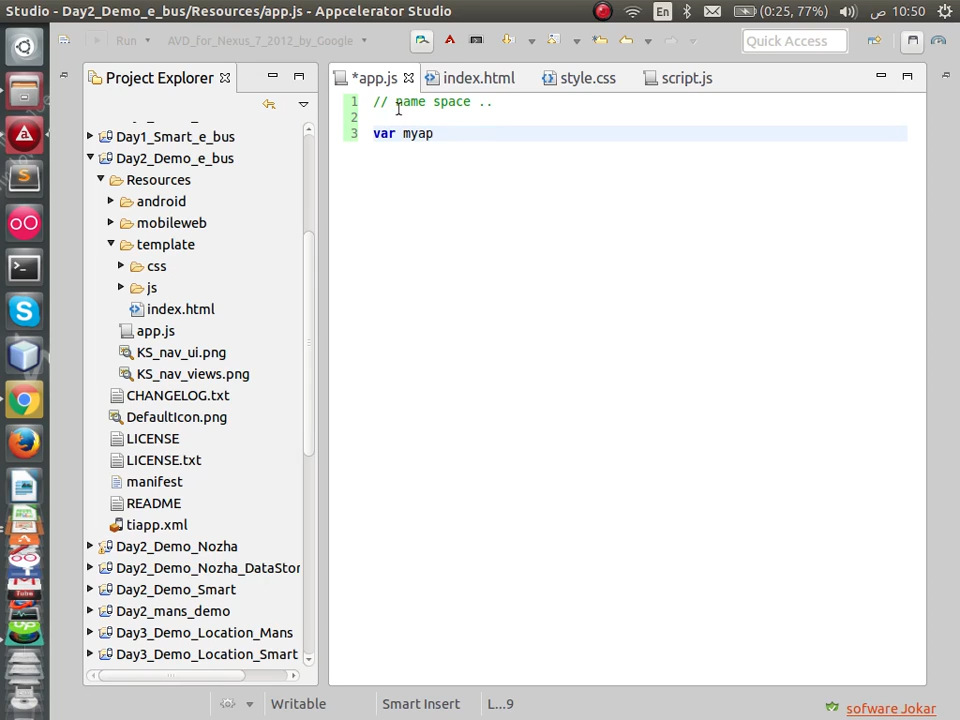 Studio - Day2_Demo_e_bus/Resources/app.js - Appcelerator Studio
En
(0:25, 77%)
ص 10:50
Run
AVD_for_Nexus_7_2012_by_Google
Quick Access
Project Explorer
*app.js
index.html
style.css
script.js
Day1_Smart_e_bus
Day2_Demo_e_bus
Resources
android
mobileweb
template
css
js
index.html
app.js
KS_nav_ui.png
KS_nav_views.png
CHANGELOG.txt
DefaultIcon.png
LICENSE
LICENSE.txt
manifest
README
tiapp.xml
Day2_Demo_Nozha
Day2_Demo_Nozha_DataStor
Day2_Demo_Smart
Day2_mans_demo
Day3_Demo_Location_Mans
Day3_Demo_Location_Smart
1 // name space ..
2
3 var myap
Writable
Smart Insert
L...9
sofware Jokar